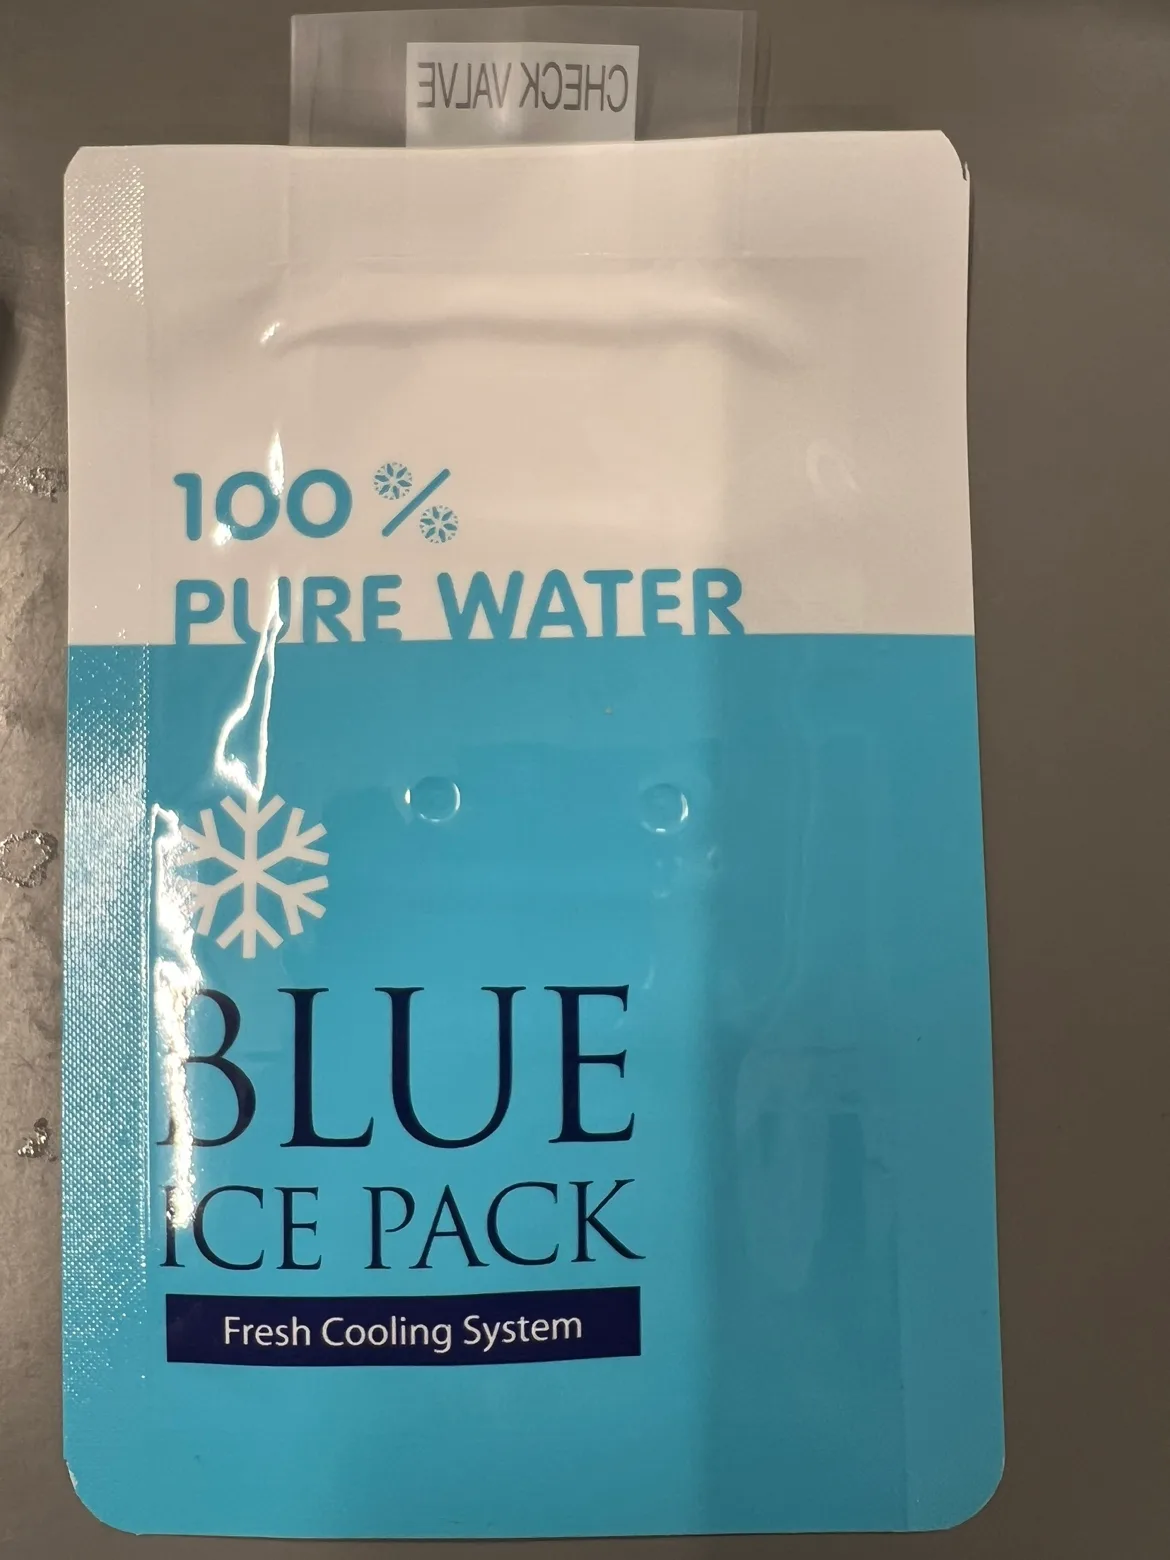 CHECK VALVE
100%
PURE WATER
BLUE
ICE PACK
Fresh Cooling System